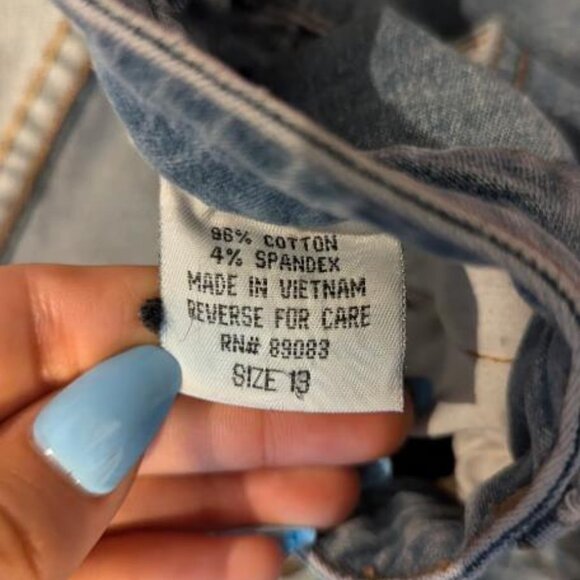 96% COTTON
4% SPANDEX
MADE IN VIETNAM
REVERSE FOR CARE
RN# 89083
SIZE 13